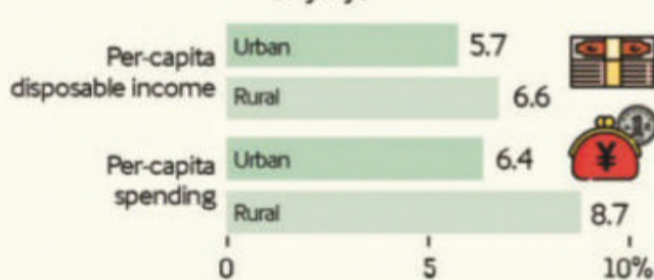 Per-capita
disposable income
Urban
5.7
Rural
6.6
Per-capita
spending
Urban
6.4
Rural
8.7
0
5
10%
¥
1